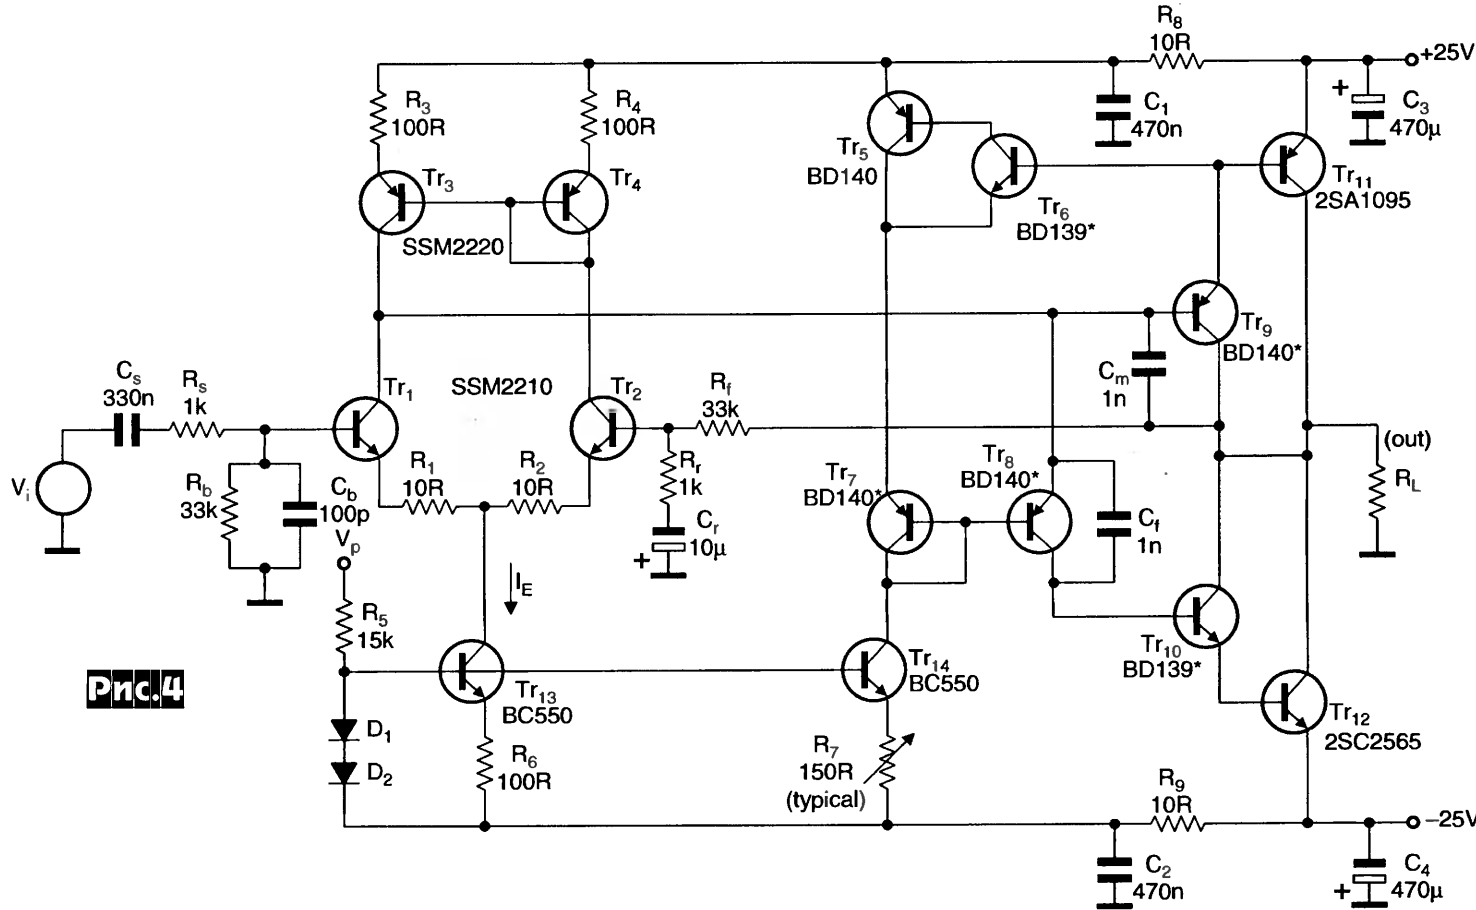 R8
10R
+25V
R3
100R
R4
100R
C1
470n
C3
470µ
+
Tr5
BD140
Tr3
Tr4
SSM2220
Tr6
BD139*
Tr11
2SA1095
Tr9
BD140*
Cs
330n
Rs
1k
Tr1
SSM2210
Tr2
Rf
33k
Cm
1n
(out)
RL
Vi
Rb
33k
Cb
100p
R1
10R
R2
10R
Rr
1k
Cr
10µ
+
Tr7
BD140*
Tr8
BD140*
Cf
1n
Vp
R5
15k
IE
Tr13
BC550
Tr14
BC550
Tr10
BD139*
Tr12
2SC2565
Рис.4
D1
D2
R6
100R
R7
150R
(typical)
R9
10R
−25V
C2
470n
C4
470µ
+